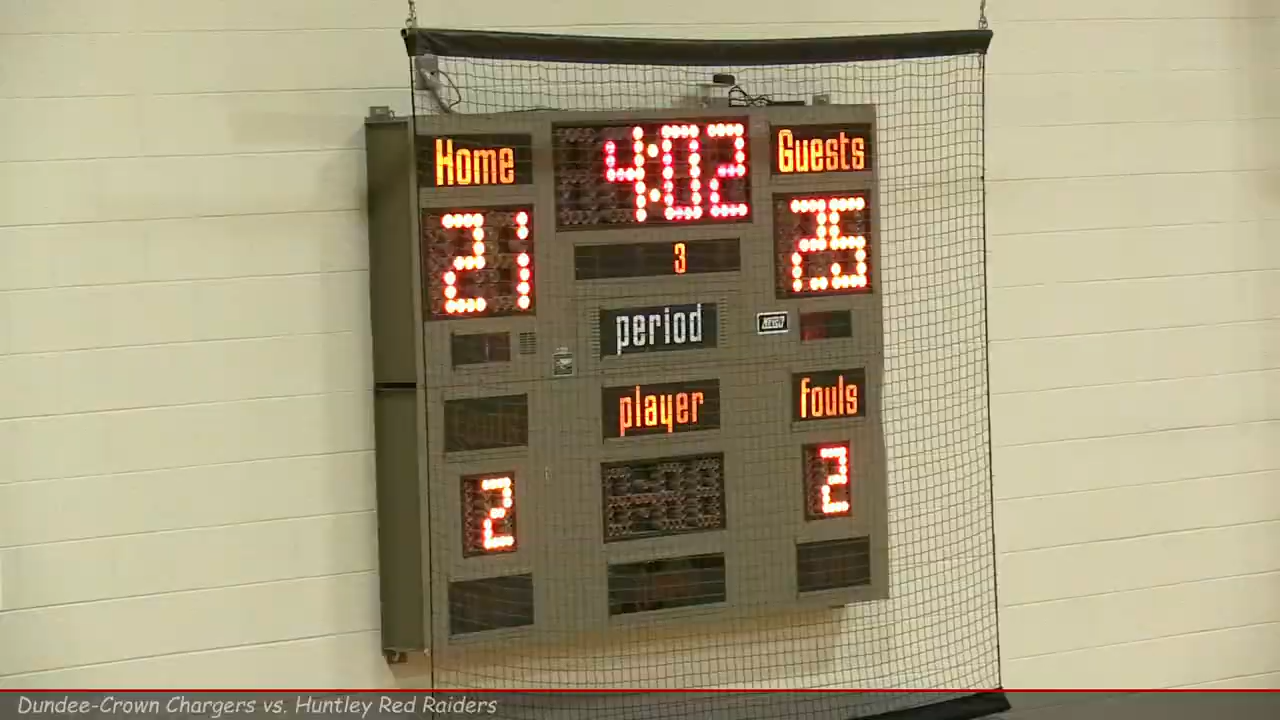 Home
4:02
Guests
21
3
25
period
player
fouls
2
2
Dundee-Crown Chargers vs. Huntley Red Raiders